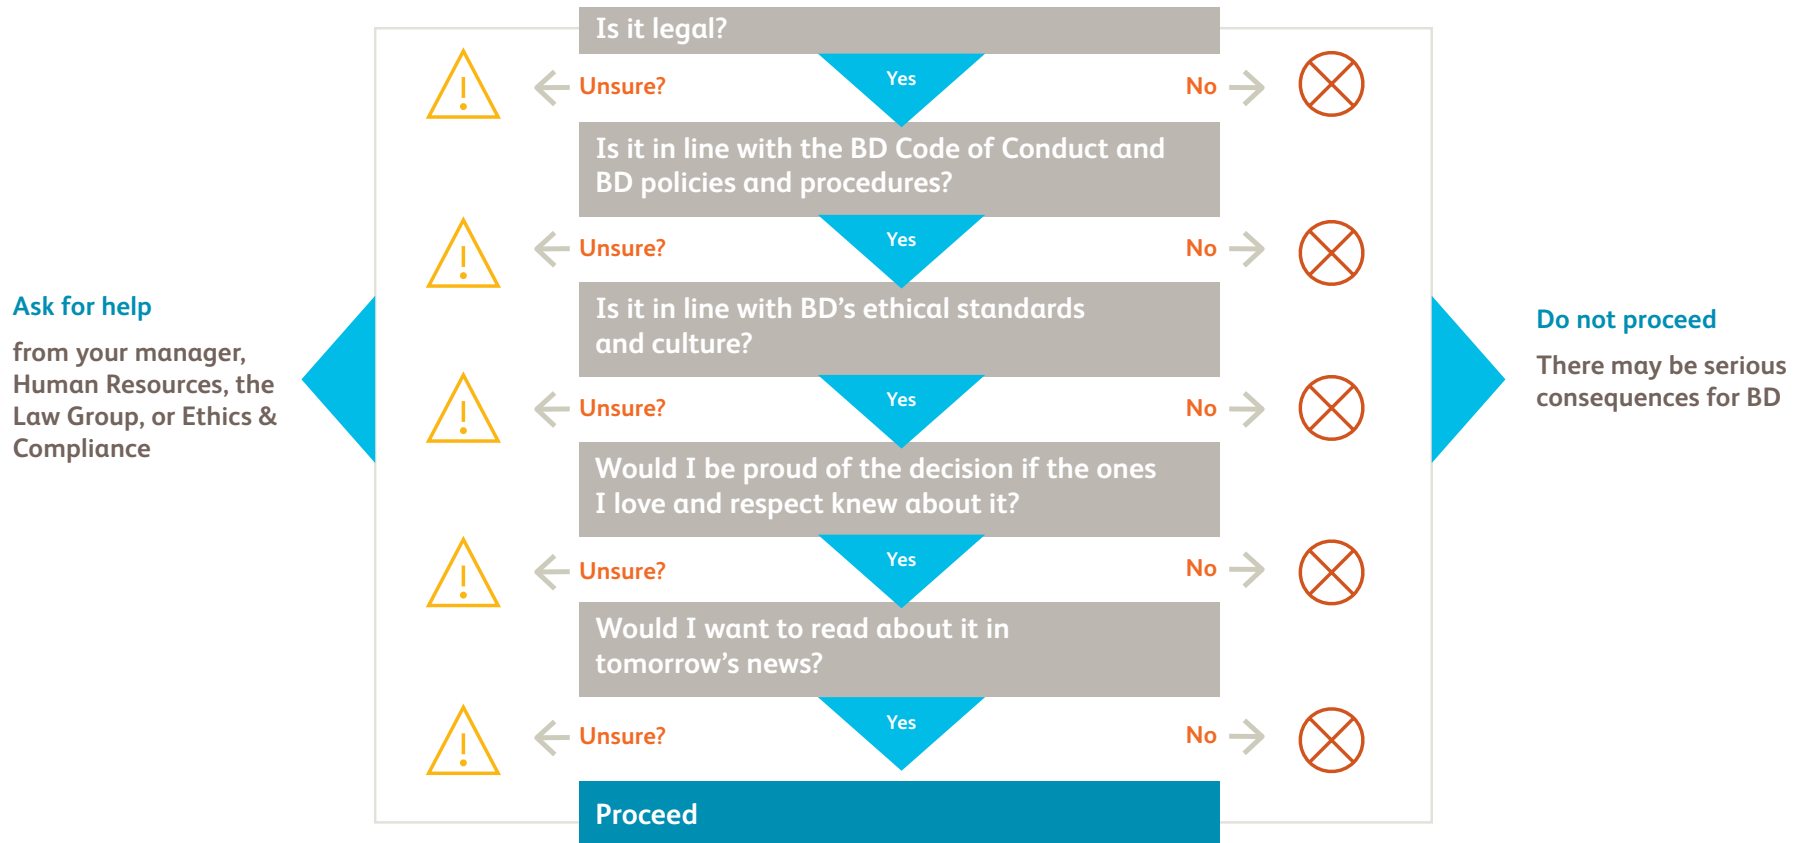 Is it legal?
Unsure?
Yes
No
Is it in line with the BD Code of Conduct and
BD policies and procedures?
Unsure?
Yes
No
Is it in line with BD’s ethical standards
and culture?
Unsure?
Yes
No
Would I be proud of the decision if the ones
I love and respect knew about it?
Unsure?
Yes
No
Would I want to read about it in
tomorrow’s news?
Unsure?
Yes
No
Proceed
Ask for help
from your manager,
Human Resources, the
Law Group, or Ethics &
Compliance
Do not proceed
There may be serious
consequences for BD